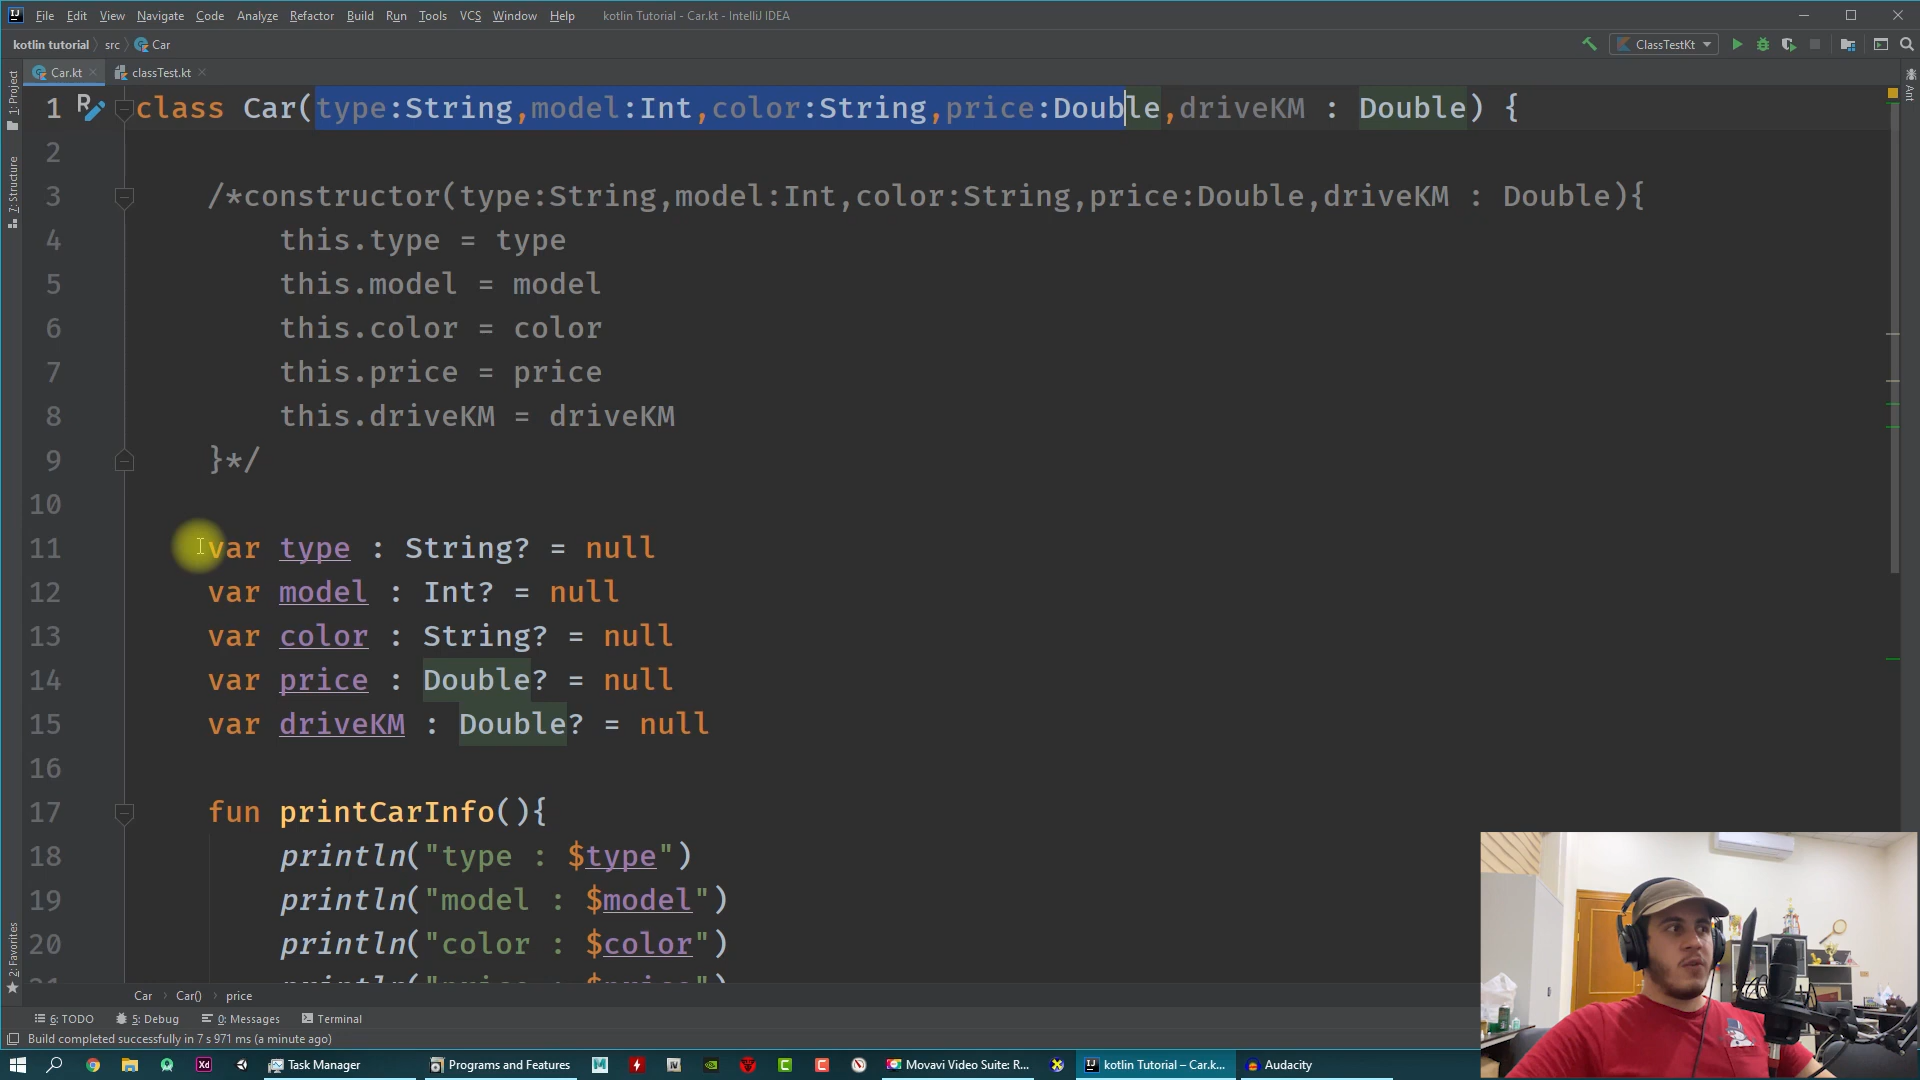 File Edit View Navigate Code Analyze Refactor Build Run Tools VCS Window Help kotlin Tutorial - Car.kt - IntelliJ IDEA
kotlin tutorial src Car ClassTestKt
Car.kt classTest.kt
1: Project
7: Structure
2: Favorites
Ant
1 class Car(type:String,model:Int,color:String,price:Double,driveKM : Double) {
2
3 /*constructor(type:String,model:Int,color:String,price:Double,driveKM : Double){
4 this.type = type
5 this.model = model
6 this.color = color
7 this.price = price
8 this.driveKM = driveKM
9 }*/
10
11 var type : String? = null
12 var model : Int? = null
13 var color : String? = null
14 var price : Double? = null
15 var driveKM : Double? = null
16
17 fun printCarInfo(){
18 println("type : $type")
19 println("model : $model")
20 println("color : $color")
Car Car() price
6: TODO 5: Debug 0: Messages Terminal
Build completed successfully in 7 s 971 ms (a minute ago)
Task Manager Programs and Features Movavi Video Suite: R... kotlin Tutorial – Car.k... Audacity